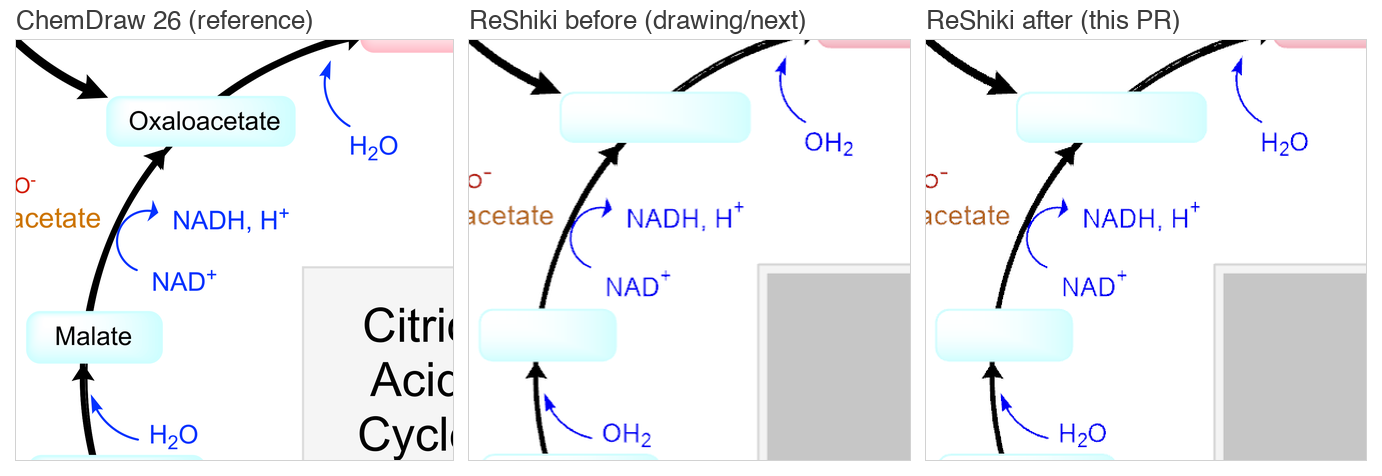 ChemDraw 26 (reference)
Oxaloacetate
H₂O
O⁻
acetate
NADH, H⁺
NAD⁺
Malate
Citric
Acid
Cycle
H₂O
ReShiki before (drawing/next)
OH₂
O⁻
acetate
NADH, H⁺
NAD⁺
OH₂
ReShiki after (this PR)
H₂O
O⁻
acetate
NADH, H⁺
NAD⁺
H₂O